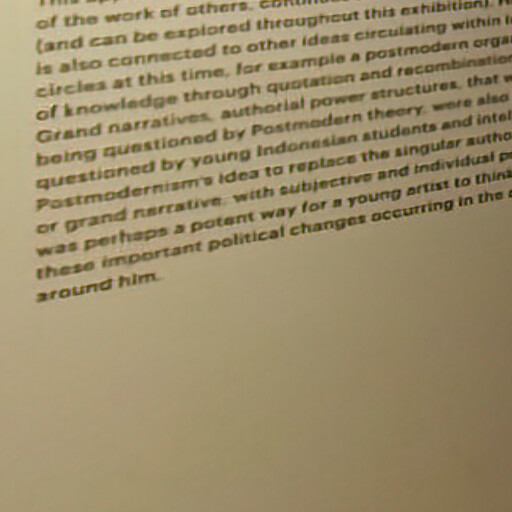 This
of the work of others,
(and can be explored throughout this exhibition).
is also connected to other ideas circulating within
circles at this time, for example a postmodern
of knowledge through quotation and recombination
Grand narratives, authorial power structures, that
being questioned by Postmodern theory, were also
questioned by young Indonesian students and
Postmodernism's idea to replace the singular
or grand narrative, with subjective and individual
was perhaps a potent way for a young artist to think
these important political changes occurring in the
around him.